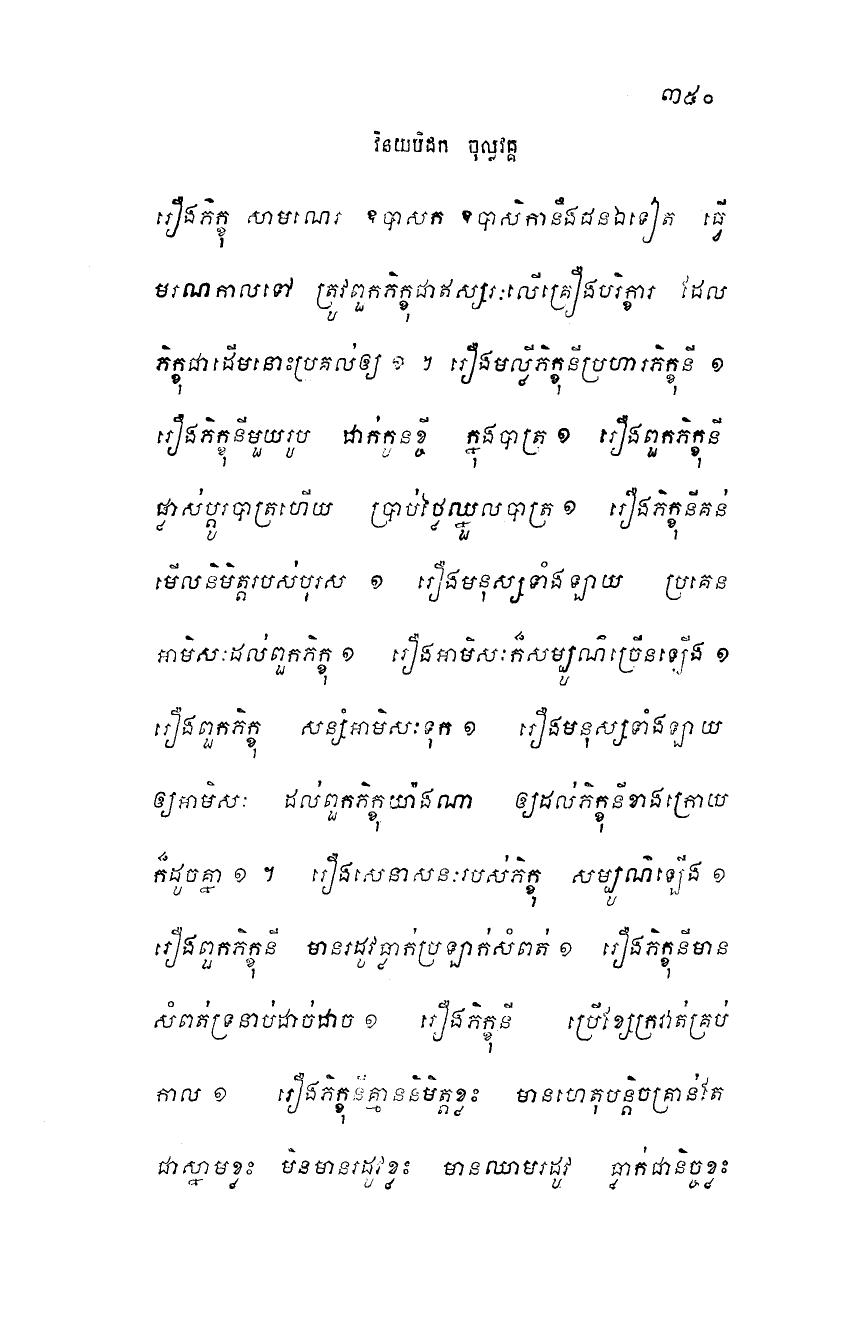 ៣៥០
វិនយបិដក ចុល្លវគ្គ
រឿងភិក្ខុ សាមណេរ ឧបាសក ឧបាសិកានឹងជនឯទៀត ធ្វើ
មរណកាលទៅ ត្រូវពួកភិក្ខុជាឥស្សរៈលើគ្រឿងបរិក្ខារ ដែល
ភិក្ខុជាដើមនោះប្រគល់ឲ្យ ១ ។ រឿងមល្លីភិក្ខុនីប្រហារភិក្ខុនី ១
រឿងភិក្ខុនីមួយរូប ដាក់កូនខ្ចី ក្នុងបាត្រ ១ រឿងពួកភិក្ខុនី
ផ្លាស់ប្តូរបាត្រហើយ ប្រាប់ថ្លៃឈ្នួលបាត្រ ១ រឿងភិក្ខុនីគន់
មើលនិមិត្តរបស់បុរស ១ រឿងមនុស្សទាំងឡាយ ប្រគេន
អាមិសៈដល់ពួកភិក្ខុ ១ រឿងអាមិសៈក៏សម្បូណ៌ច្រើនឡើង ១
រឿងពួកភិក្ខុ សន្សំអាមិសៈទុក ១ រឿងមនុស្សទាំងឡាយ
ឲ្យអាមិសៈ ដល់ពួកភិក្ខុយ៉ាងណា ឲ្យដល់ភិក្ខុនីខាងក្រោយ
ក៏ដូចគ្នា ១ ។ រឿងសេនាសនៈរបស់ភិក្ខុ សម្បូណ៌ឡើង ១
រឿងពួកភិក្ខុនី មានរដូវធ្លាក់ប្រឡាក់សំពត់ ១ រឿងភិក្ខុនីមាន
សំពត់ទ្រនាប់ដាច់ដាច ១ រឿងភិក្ខុនី ប្រើខ្សែក្រវាត់គ្រប់
កាល ១ រឿងភិក្ខុនីគ្មាននិមិត្តខ្លះ មានហេតុបន្តិចគ្រាន់តែ
ជាស្នាមខ្លះ មិនមានរដូវខ្លះ មានឈាមរដូវ ធ្លាក់ជានិច្ចខ្លះ